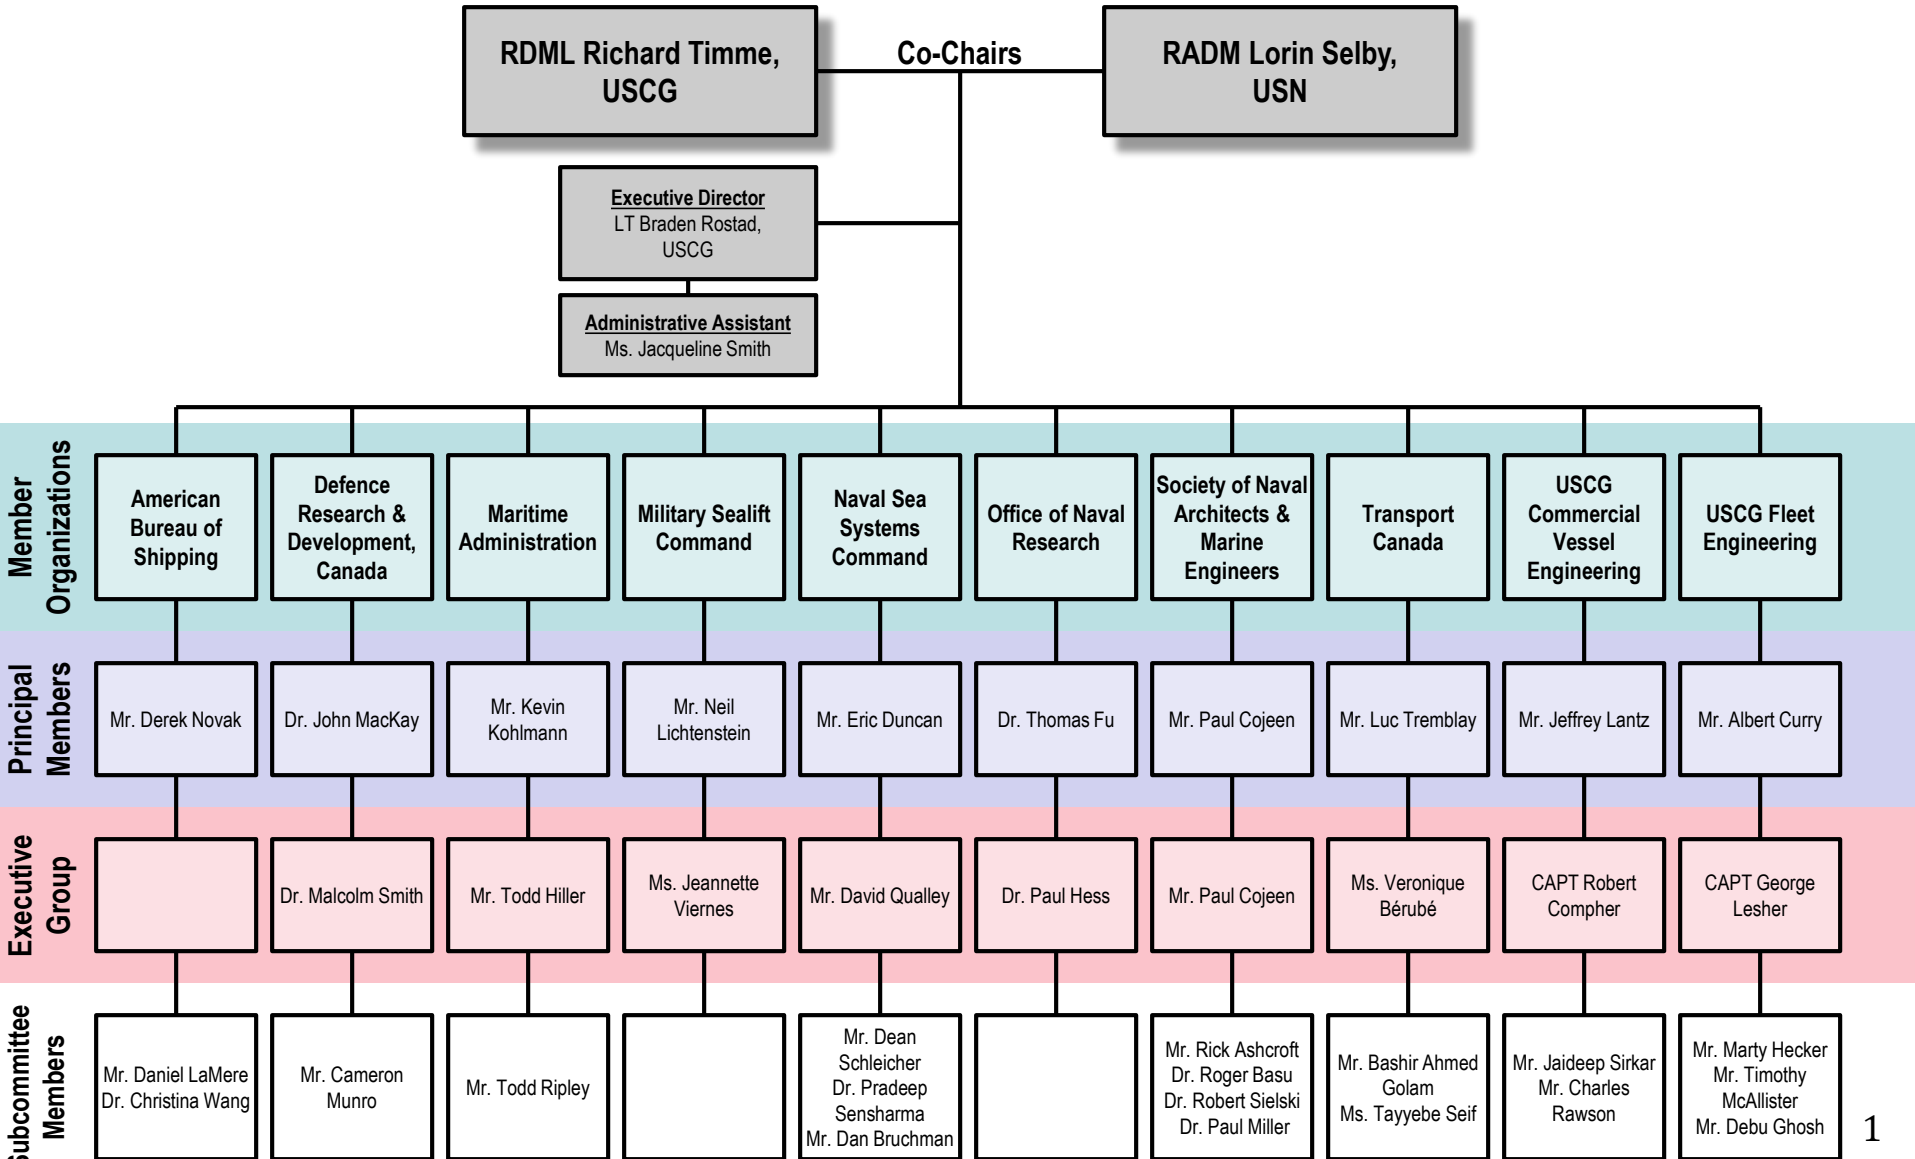 RDML Richard Timme,
USCG
Co-Chairs
RADM Lorin Selby,
USN
Executive Director
LT Braden Rostad,
USCG
Administrative Assistant
Ms. Jacqueline Smith
Member
Organizations
American
Bureau of
Shipping
Defence
Research &
Development,
Canada
Maritime
Administration
Military Sealift
Command
Naval Sea
Systems
Command
Office of Naval
Research
Society of Naval
Architects &
Marine
Engineers
Transport
Canada
USCG
Commercial
Vessel
Engineering
USCG Fleet
Engineering
Principal
Members
Mr. Derek Novak
Dr. John MacKay
Mr. Kevin
Kohlmann
Mr. Neil
Lichtenstein
Mr. Eric Duncan
Dr. Thomas Fu
Mr. Paul Cojeen
Mr. Luc Tremblay
Mr. Jeffrey Lantz
Mr. Albert Curry
Executive
Group
Dr. Malcolm Smith
Mr. Todd Hiller
Ms. Jeannette
Viernes
Mr. David Qualley
Dr. Paul Hess
Mr. Paul Cojeen
Ms. Veronique
Bérubé
CAPT Robert
Compher
CAPT George
Lesher
Subcommittee
Members
Mr. Daniel LaMere
Dr. Christina Wang
Mr. Cameron
Munro
Mr. Todd Ripley
Mr. Dean
Schleicher
Dr. Pradeep
Sensharma
Mr. Dan Bruchman
Mr. Rick Ashcroft
Dr. Roger Basu
Dr. Robert Sielski
Dr. Paul Miller
Mr. Bashir Ahmed
Golam
Ms. Tayyebe Seif
Mr. Jaideep Sirkar
Mr. Charles
Rawson
Mr. Marty Hecker
Mr. Timothy
McAllister
Mr. Debu Ghosh
1